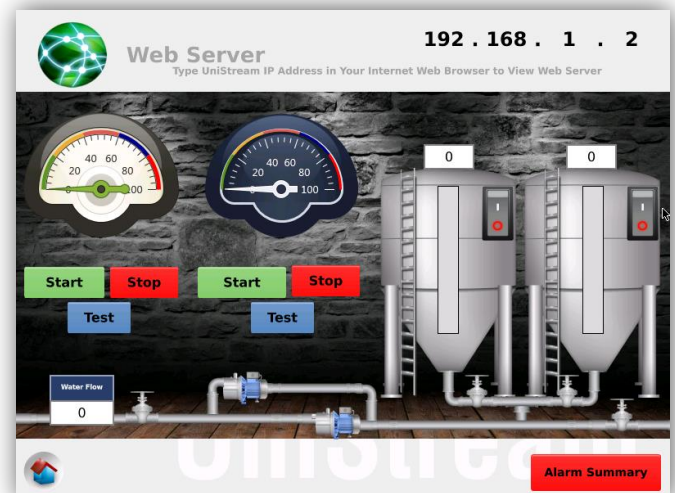 192 . 168 . 1 . 2
Web Server
Type UniStream IP Address in Your Internet Web Browser to View Web Server
40 60
20 80
0 100
40 60
20 80
0 100
0
0
I
I
Start Stop
Start Stop
Test
Test
Water Flow
0
UniStream
Alarm Summary